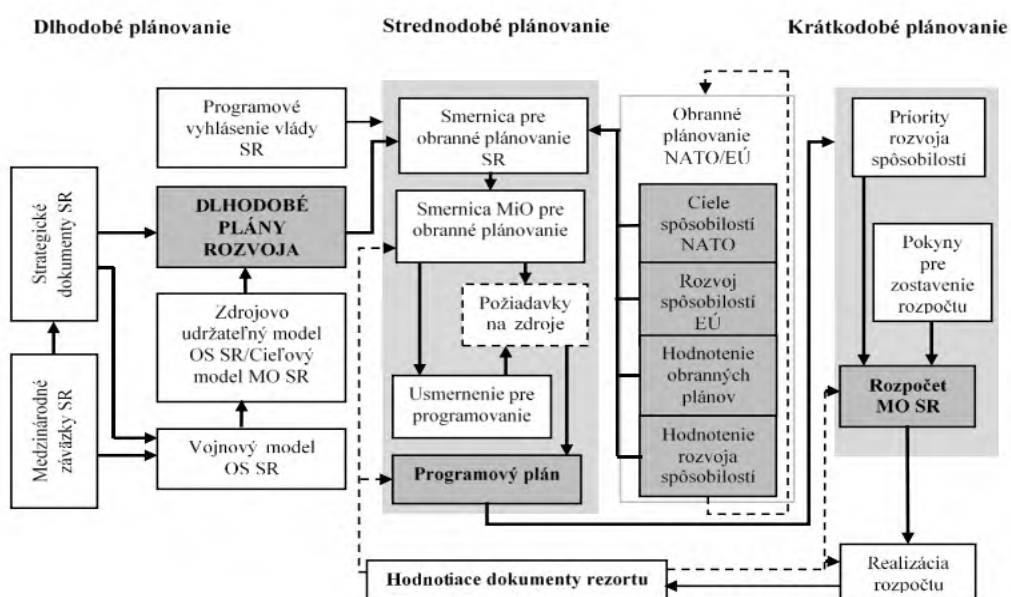 Dlhodobé plánovanie
Strednodobé plánovanie
Krátkodobé plánovanie
Programové
vyhlásenie vlády
SR
Strategické
dokumenty SR
DLHODOBÉ
PLÁNY
ROZVOJA
Zdrojovo
udržateľný model
OS SR/Cieľový
model MO SR
Medzinárodné
záväzky SR
Vojnový model
OS SR
Smernica pre
obranné plánovanie
SR
Smernica MiO pre
obranné plánovanie
Požiadavky
na zdroje
Usmernenie pre
programovanie
Programový plán
Obranné
plánovanie
NATO/EÚ
Ciele
spôsobilostí
NATO
Rozvoj
spôsobilostí
EÚ
Hodnotenie
obranných
plánov
Hodnotenie
rozvoja
spôsobilostí
Priority
rozvoja
spôsobilostí
Pokyny
pre
zostavenie
rozpočtu
Rozpočet
MO SR
Realizácia
rozpočtu
Hodnotiace dokumenty rezortu